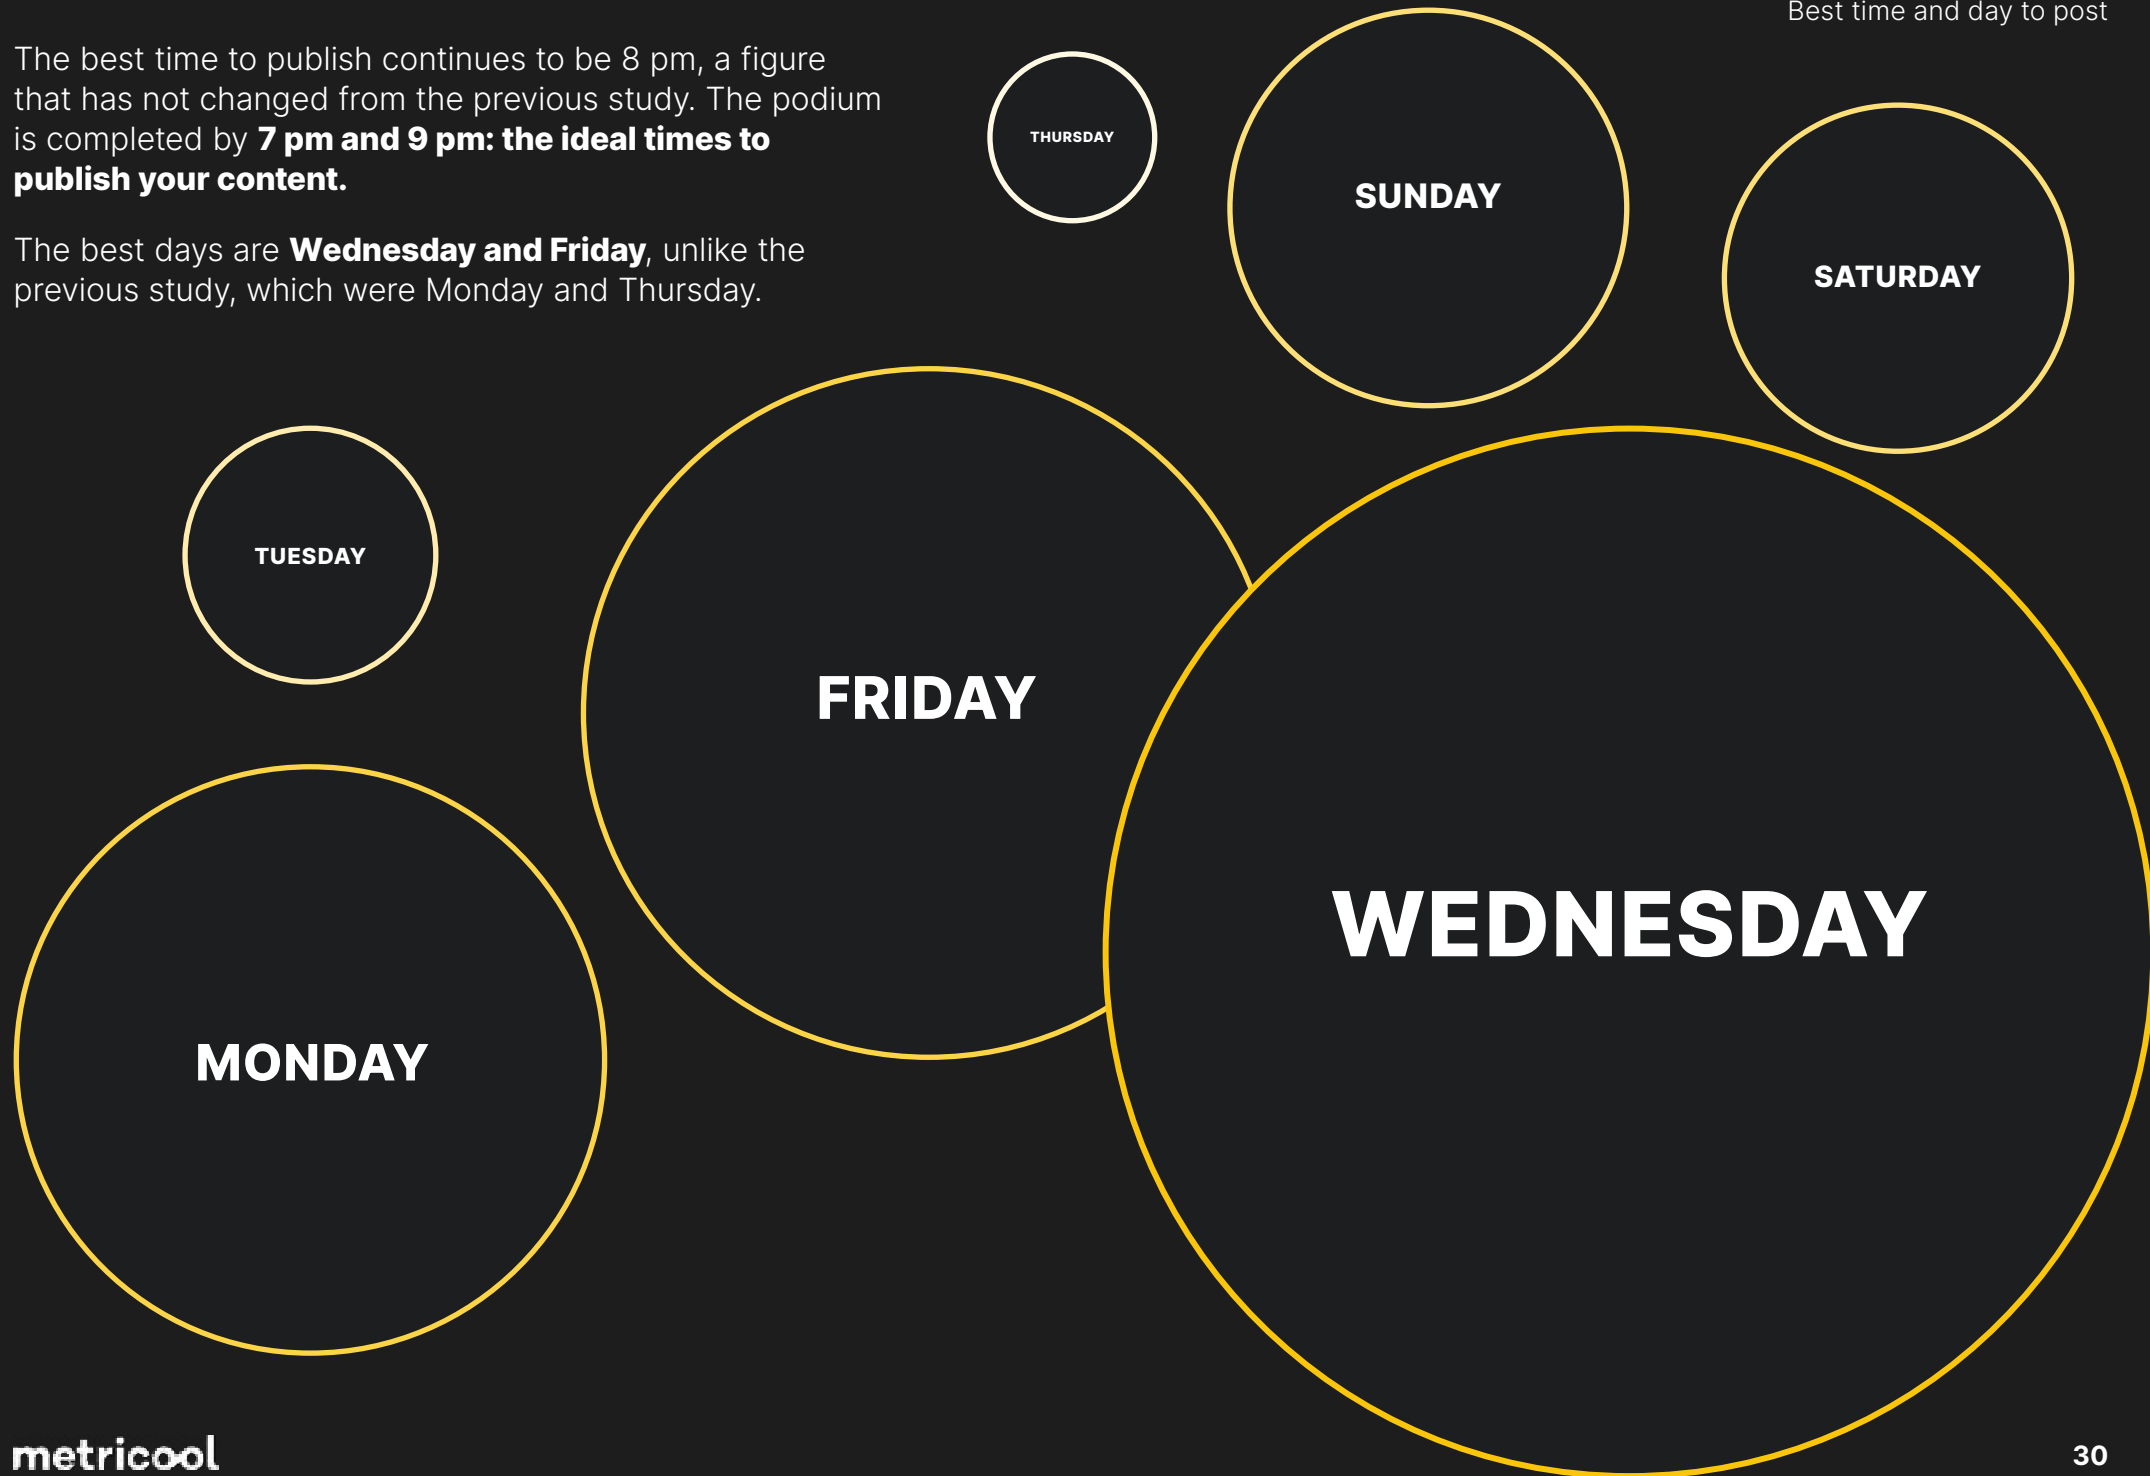 Best time and day to post
The best time to publish continues to be 8 pm, a figure
that has not changed from the previous study. The podium
is completed by 7 pm and 9 pm: the ideal times to
publish your content.
The best days are Wednesday and Friday, unlike the
previous study, which were Monday and Thursday.
THURSDAY
SUNDAY
SATURDAY
TUESDAY
FRIDAY
WEDNESDAY
MONDAY
metricool
30